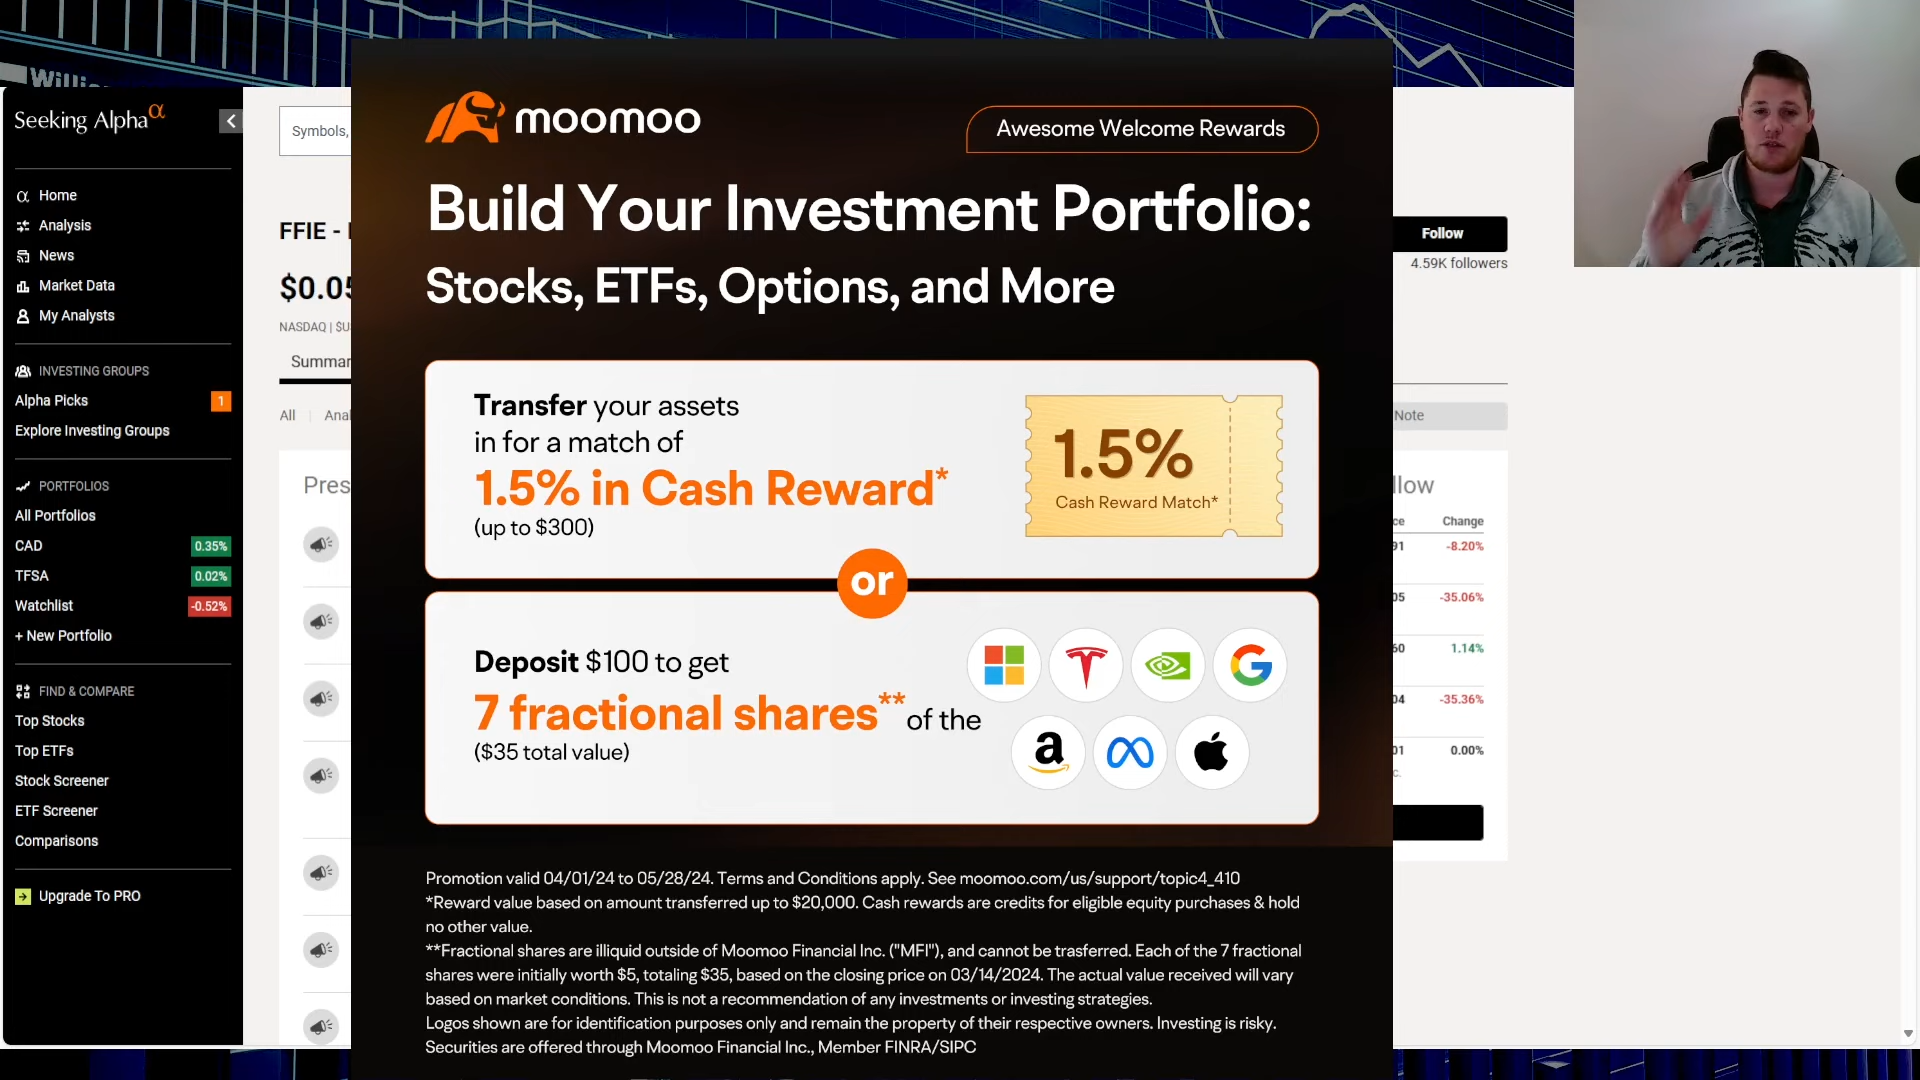 Seeking Alpha α
Home
Analysis
News
Market Data
My Analysts
INVESTING GROUPS
Alpha Picks 1
Explore Investing Groups
PORTFOLIOS
All Portfolios
CAD 0.35%
TFSA 0.02%
Watchlist -0.52%
+ New Portfolio
FIND & COMPARE
Top Stocks
Top ETFs
Stock Screener
ETF Screener
Comparisons
Upgrade To PRO
Symbols,
FFIE -
$0.05
NASDAQ | $U
Summar
All | Ana
Pres
moomoo
Awesome Welcome Rewards
Build Your Investment Portfolio:
Stocks, ETFs, Options, and More
Transfer your assets
in for a match of
1.5% in Cash Reward*
(up to $300)
1.5%
Cash Reward Match*
or
Deposit $100 to get
7 fractional shares** of the
($35 total value)
Promotion valid 04/01/24 to 05/28/24. Terms and Conditions apply. See moomoo.com/us/support/topic4_410
*Reward value based on amount transferred up to $20,000. Cash rewards are credits for eligible equity purchases & hold
no other value.
**Fractional shares are illiquid outside of Moomoo Financial Inc. ("MFI"), and cannot be trasferred. Each of the 7 fractional
shares were initially worth $5, totaling $35, based on the closing price on 03/14/2024. The actual value received will vary
based on market conditions. This is not a recommendation of any investments or investing strategies.
Logos shown are for identification purposes only and remain the property of their respective owners. Investing is risky.
Securities are offered through Moomoo Financial Inc., Member FINRA/SIPC
Follow
4.59K followers
Note
llow
ce Change
91 -8.20%
05 -35.06%
60 1.14%
04 -35.36%
01 0.00%
c.